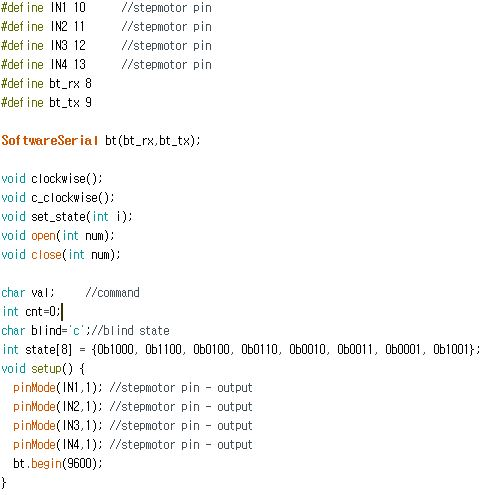 #define IN1 10     //stepmotor pin
#define IN2 11     //stepmotor pin
#define IN3 12     //stepmotor pin
#define IN4 13     //stepmotor pin
#define bt_rx 8
#define bt_tx 9
SoftwareSerial bt(bt_rx,bt_tx);
void clockwise();
void c_clockwise();
void set_state(int i);
void open(int num);
void close(int num);
char val;     //command
int cnt=0;
char blind='c';//blind state
int state[8] = {0b1000, 0b1100, 0b0100, 0b0110, 0b0010, 0b0011, 0b0001, 0b1001};
void setup() {
  pinMode(IN1,1); //stepmotor pin - output
  pinMode(IN2,1); //stepmotor pin - output
  pinMode(IN3,1); //stepmotor pin - output
  pinMode(IN4,1); //stepmotor pin - output
  bt.begin(9600);
}